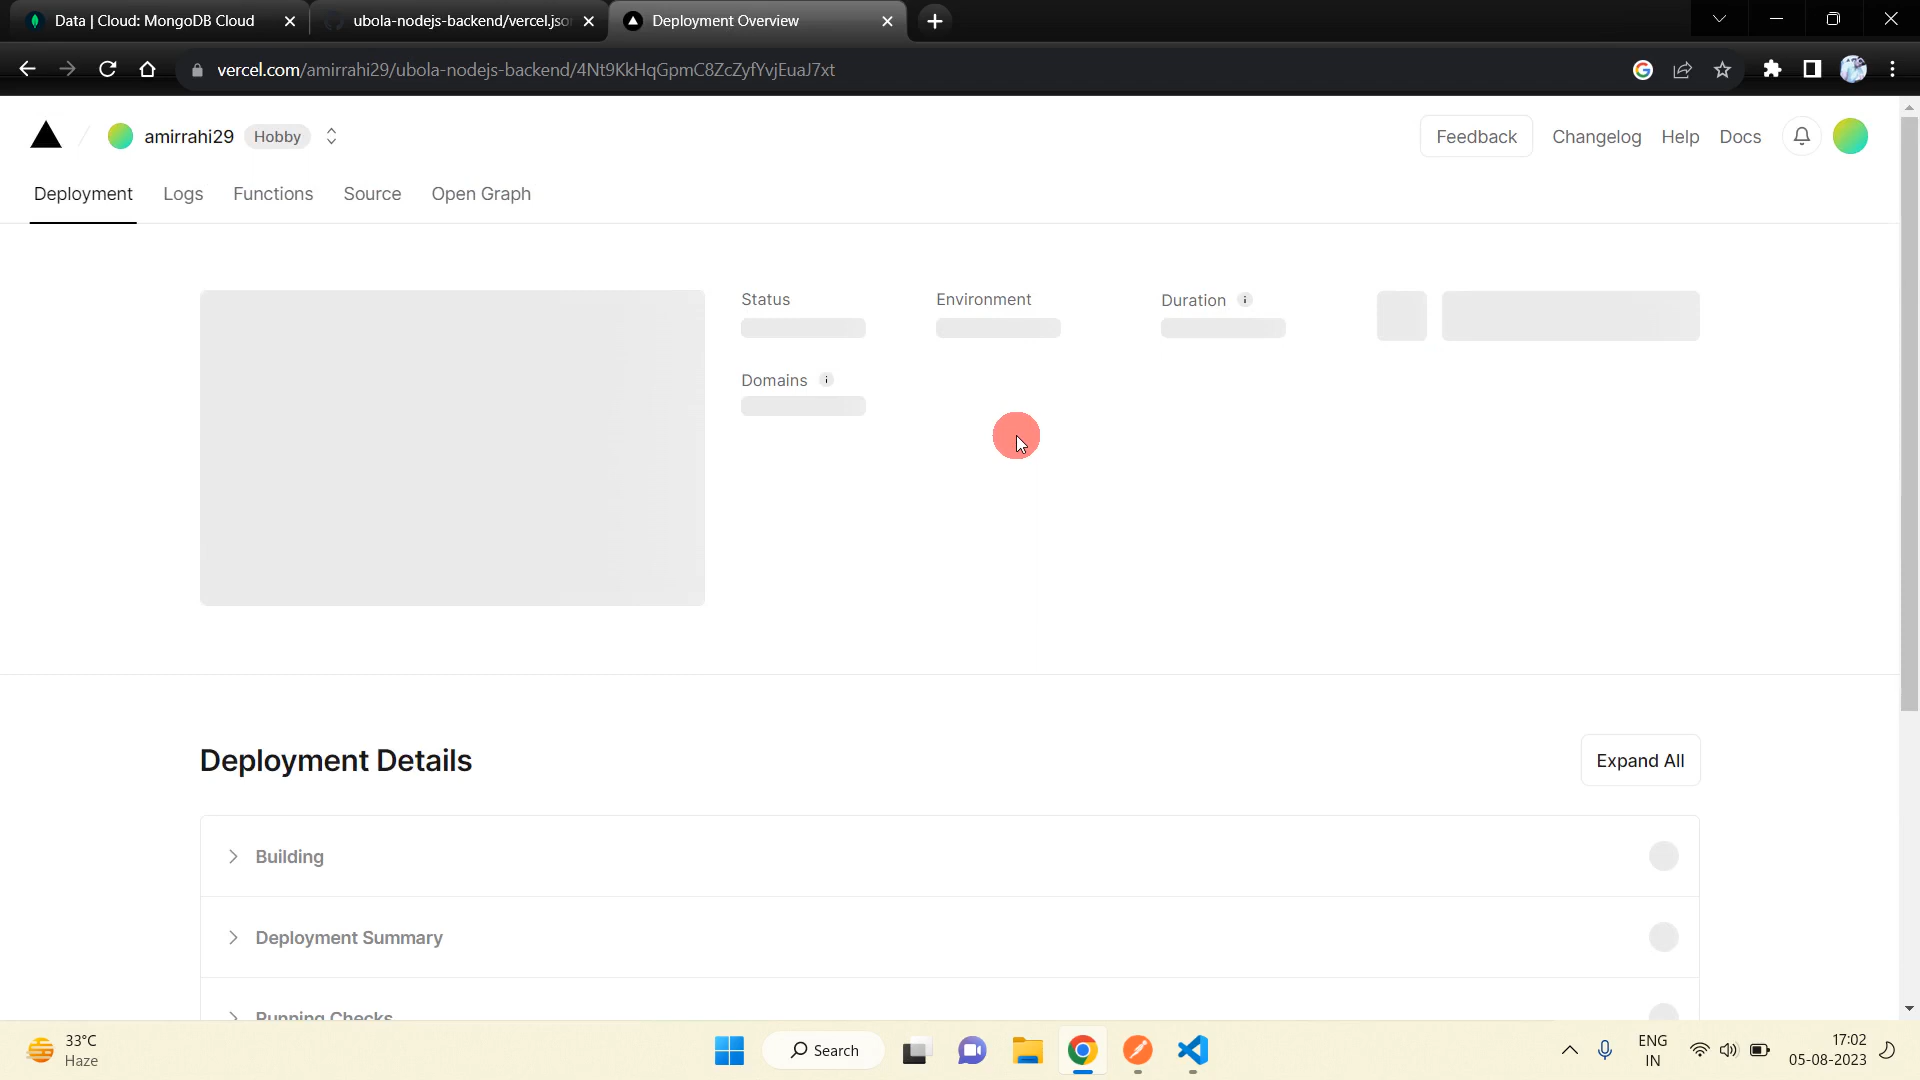 Data | Cloud: MongoDB Cloud
ubola-nodejs-backend/vercel.jso
Deployment Overview
vercel.com/amirrahi29/ubola-nodejs-backend/4Nt9KkHqGpmC8ZcZyfYvjEuaJ7xt
amirrahi29 Hobby
Feedback Changelog Help Docs
Deployment Logs Functions Source Open Graph
Status Environment Duration
Domains
Deployment Details
Expand All
Building
Deployment Summary
Running Checks
33°C
Haze
Search
ENG
IN
17:02
05-08-2023